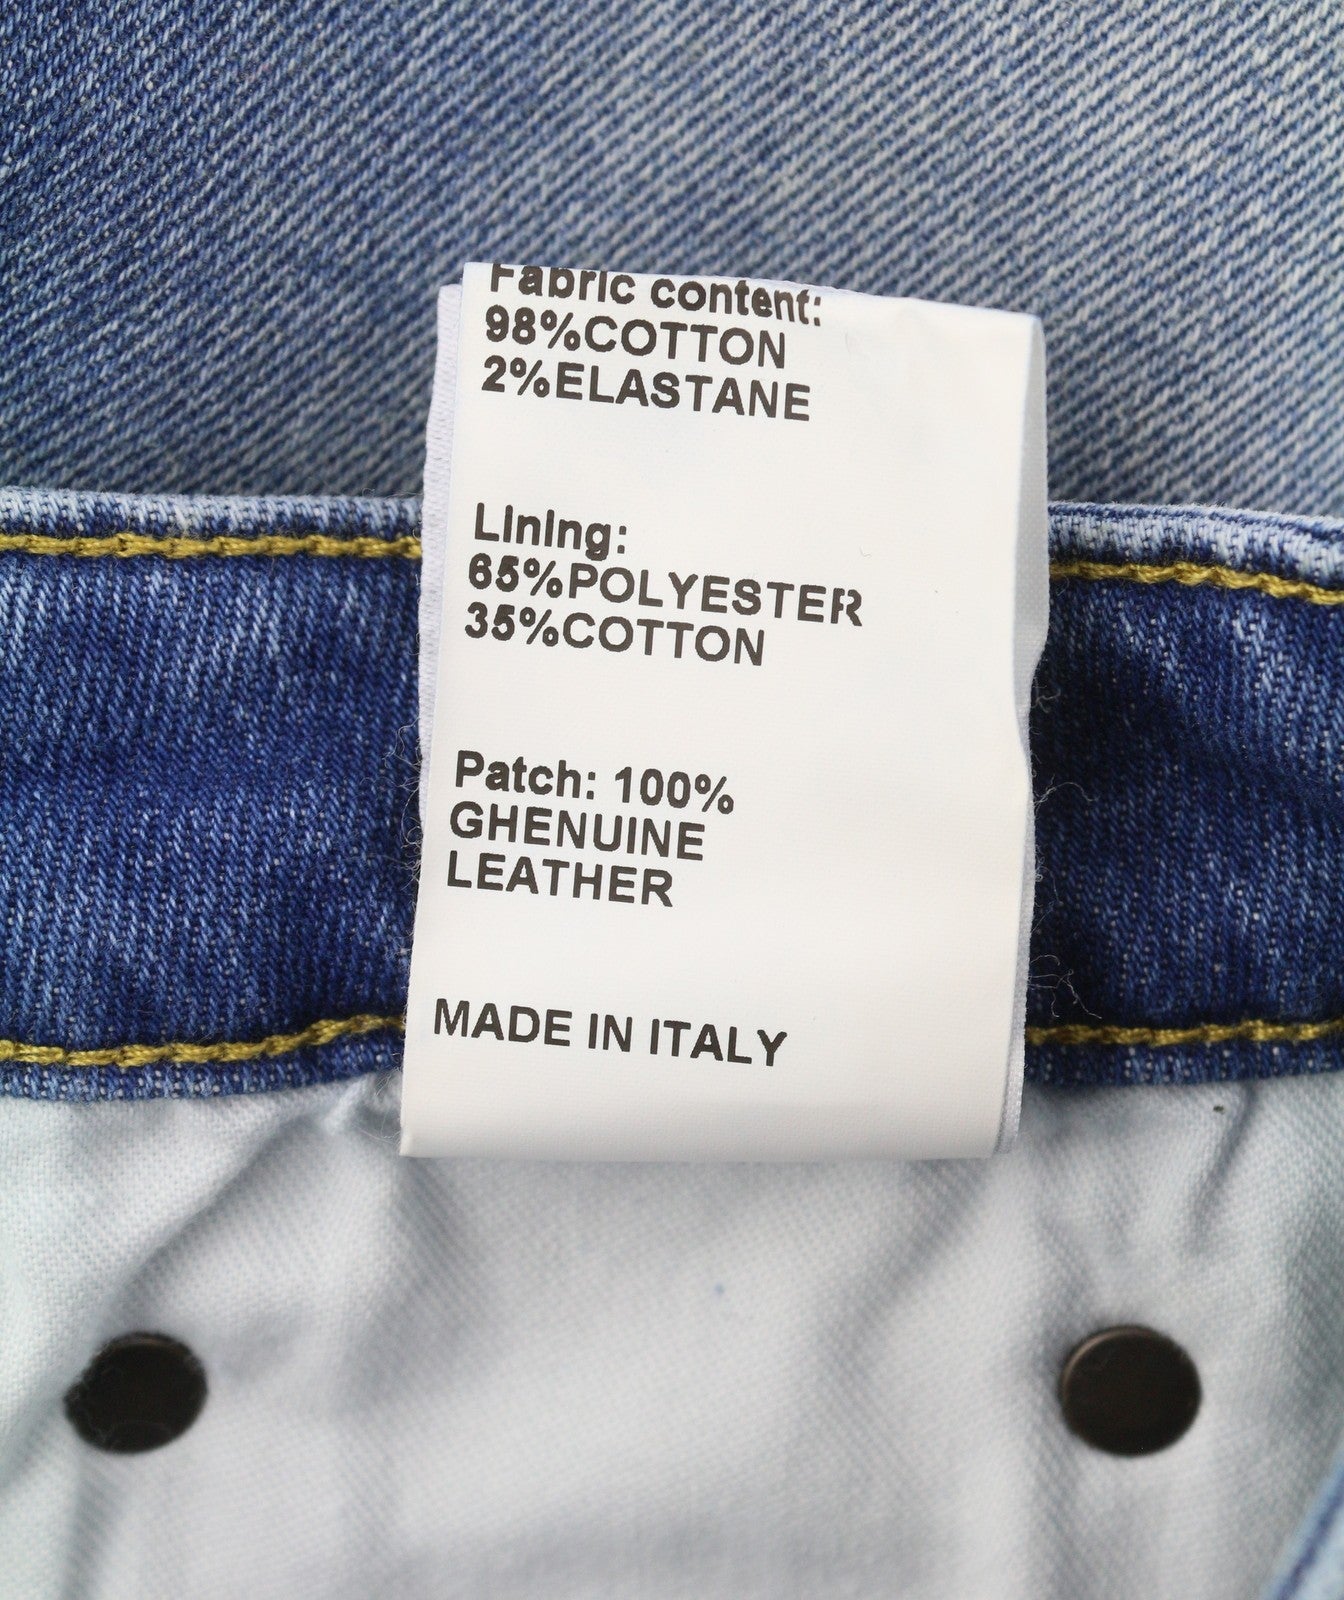 Fabric content:
98%COTTON
2%ELASTANE
Lining:
65%POLYESTER
35%COTTON
Patch: 100%
GHENUINE
LEATHER
MADE IN ITALY